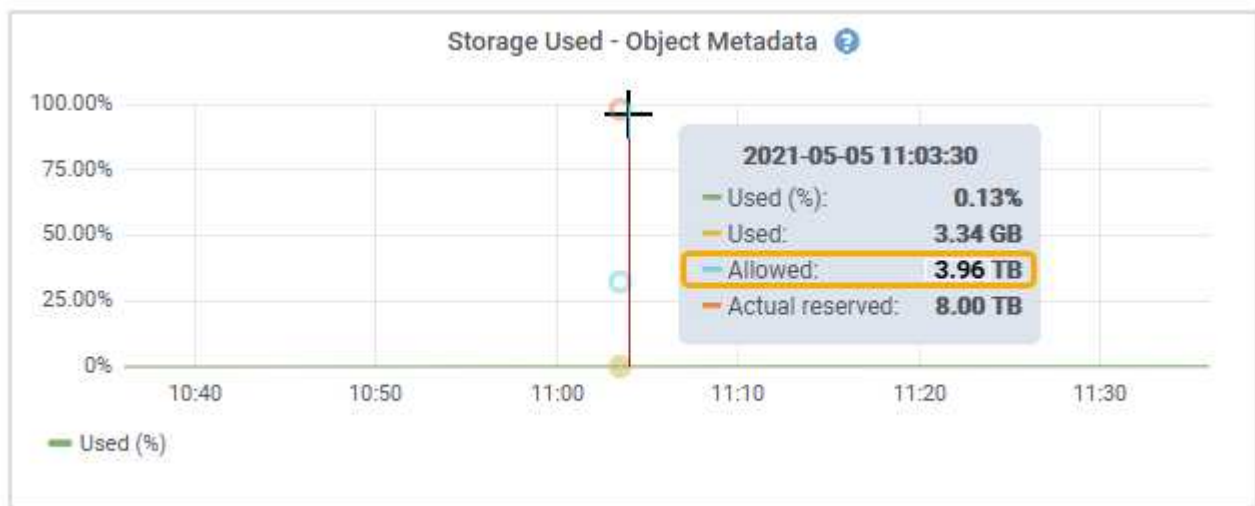 Storage Used - Object Metadata ?
100.00%
75.00%
50.00%
25.00%
0%
2021-05-05 11:03:30
Used (%): 0.13%
Used: 3.34 GB
Allowed: 3.96 TB
Actual reserved: 8.00 TB
10:40 10:50 11:00 11:10 11:20 11:30
Used (%)